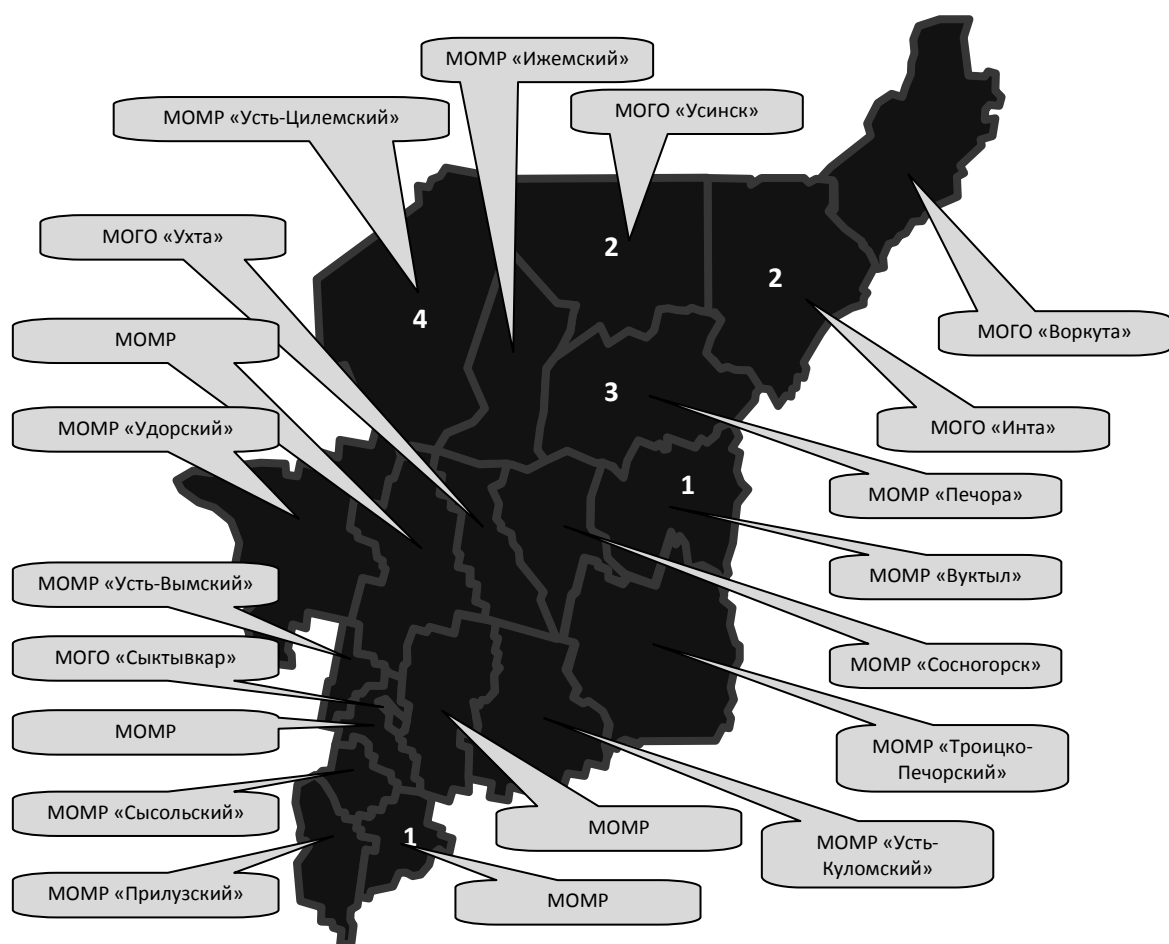 МОМР «Ижемский»
МОМР «Усть-Цилемский»
МОГО «Усинск»
МОГО «Ухта»
2
2
4
МОГО «Воркута»
МОМР
3
МОМР «Удорский»
МОГО «Инта»
1
МОМР «Печора»
МОМР «Вуктыл»
МОМР «Усть-Вымский»
МОГО «Сыктывкар»
МОМР «Сосногорск»
МОМР
МОМР «Троицко-
Печорский»
МОМР «Сысольский»
МОМР
1
МОМР «Усть-
Куломский»
МОМР «Прилузский»
МОМР